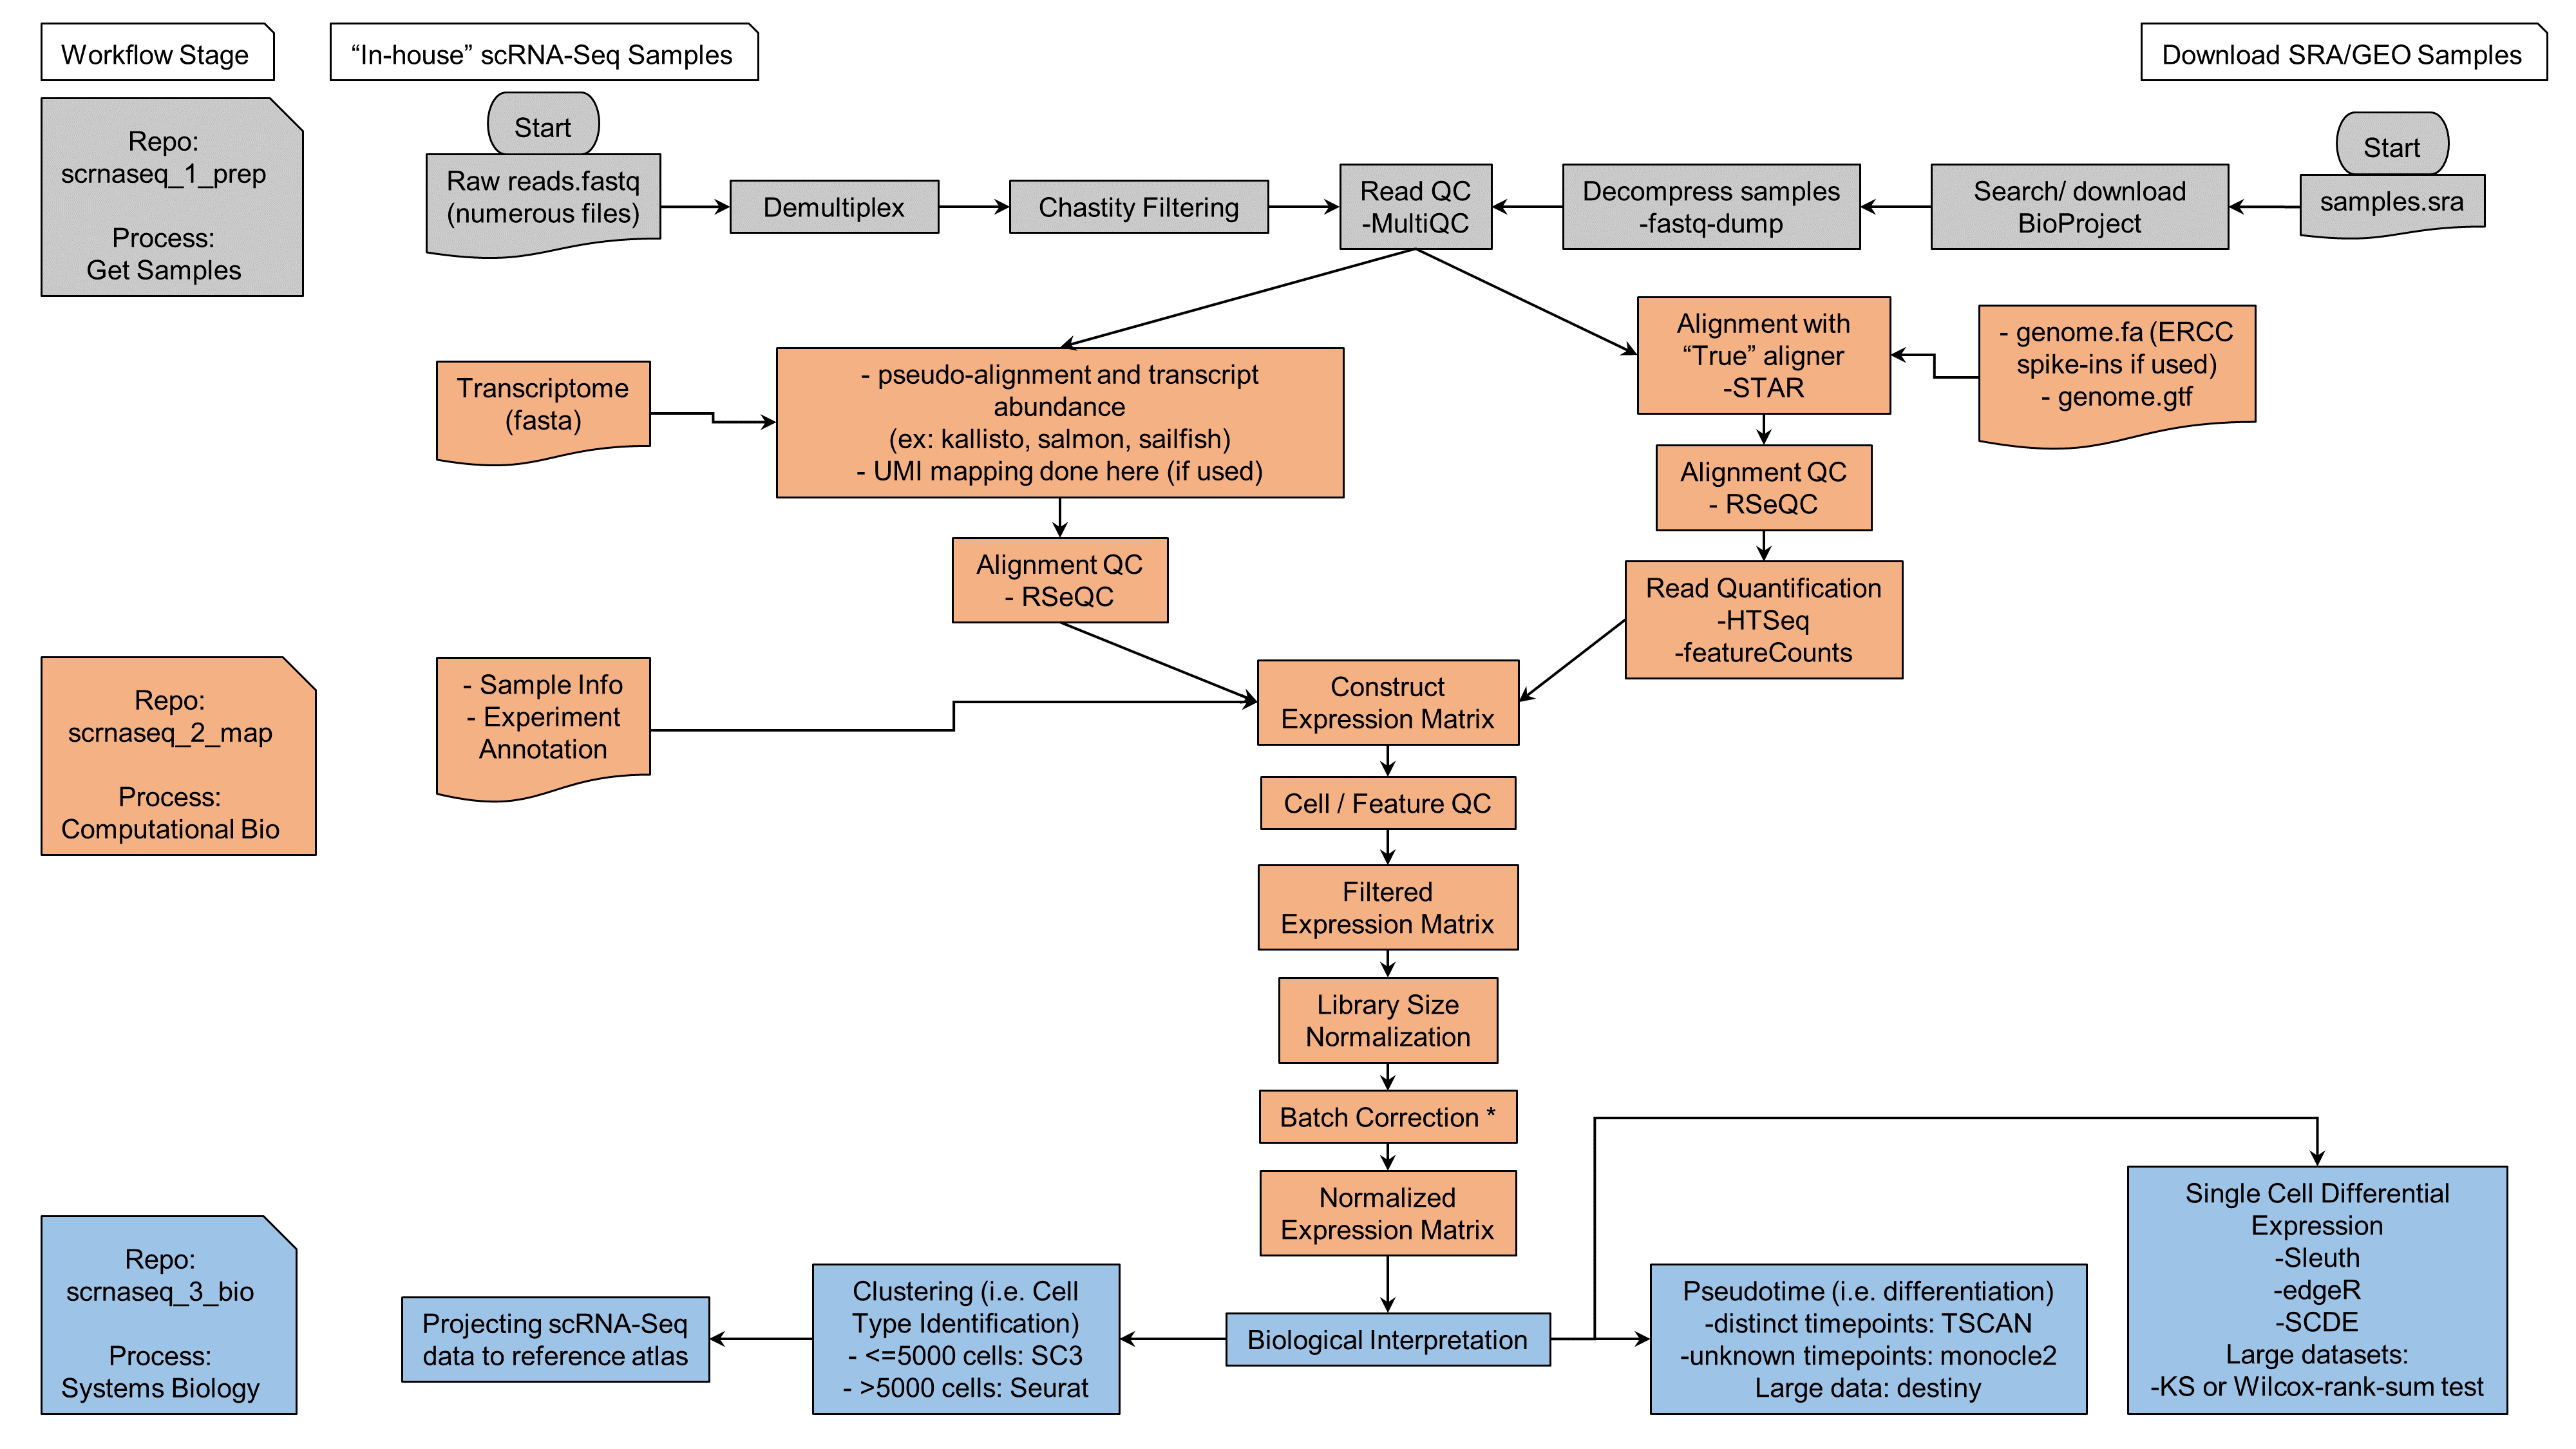 Workflow Stage
“In-house” scRNA-Seq Samples
Download SRA/GEO Samples
Repo:
scrnaseq_1_prep
Process:
Get Samples
Start
Raw reads.fastq
(numerous files)
Demultiplex
Chastity Filtering
Read QC
-MultiQC
Decompress samples
-fastq-dump
Search/ download
BioProject
Start
samples.sra
Transcriptome
(fasta)
- pseudo-alignment and transcript
abundance
(ex: kallisto, salmon, sailfish)
- UMI mapping done here (if used)
Alignment with
“True” aligner
-STAR
- genome.fa (ERCC
spike-ins if used)
- genome.gtf
Alignment QC
- RSeQC
Alignment QC
- RSeQC
Read Quantification
-HTSeq
-featureCounts
Repo:
scrnaseq_2_map
Process:
Computational Bio
- Sample Info
- Experiment
Annotation
Construct
Expression Matrix
Cell / Feature QC
Filtered
Expression Matrix
Library Size
Normalization
Batch Correction *
Normalized
Expression Matrix
Repo:
scrnaseq_3_bio
Process:
Systems Biology
Projecting scRNA-Seq
data to reference atlas
Clustering (i.e. Cell
Type Identification)
- <=5000 cells: SC3
- >5000 cells: Seurat
Biological Interpretation
Pseudotime (i.e. differentiation)
-distinct timepoints: TSCAN
-unknown timepoints: monocle2
Large data: destiny
Single Cell Differential
Expression
-Sleuth
-edgeR
-SCDE
Large datasets:
-KS or Wilcox-rank-sum test